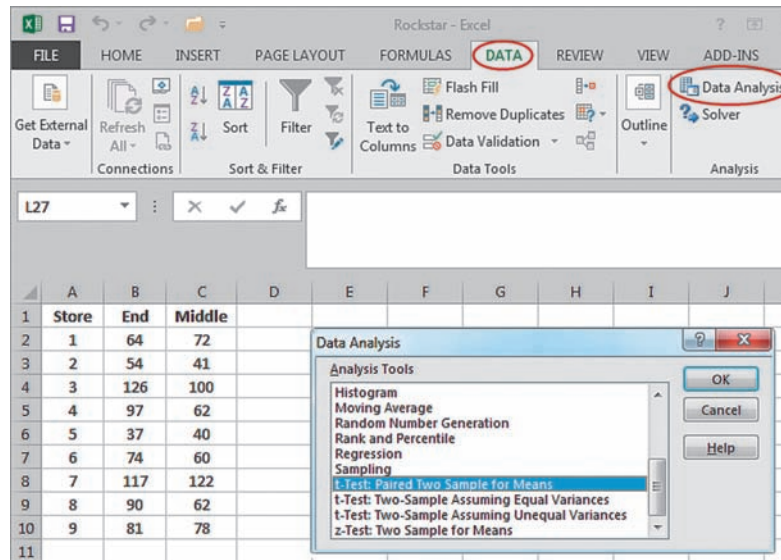 Rockstar - Excel
FILE HOME INSERT PAGE LAYOUT FORMULAS DATA REVIEW VIEW ADD-INS
Get External Data
Refresh All
Connections
Sort
Filter
Sort & Filter
Text to Columns
Flash Fill
Remove Duplicates
Data Validation
Data Tools
Outline
Data Analysis
Solver
Analysis
L27 fx
A B C D E F G H I J
1 Store End Middle
2 1 64 72
3 2 54 41
4 3 126 100
5 4 97 62
6 5 37 40
7 6 74 60
8 7 117 122
9 8 90 62
10 9 81 78
11
Data Analysis
Analysis Tools
Histogram
Moving Average
Random Number Generation
Rank and Percentile
Regression
Sampling
t-Test: Paired Two Sample for Means
t-Test: Two-Sample Assuming Equal Variances
t-Test: Two-Sample Assuming Unequal Variances
z-Test: Two Sample for Means
OK
Cancel
Help